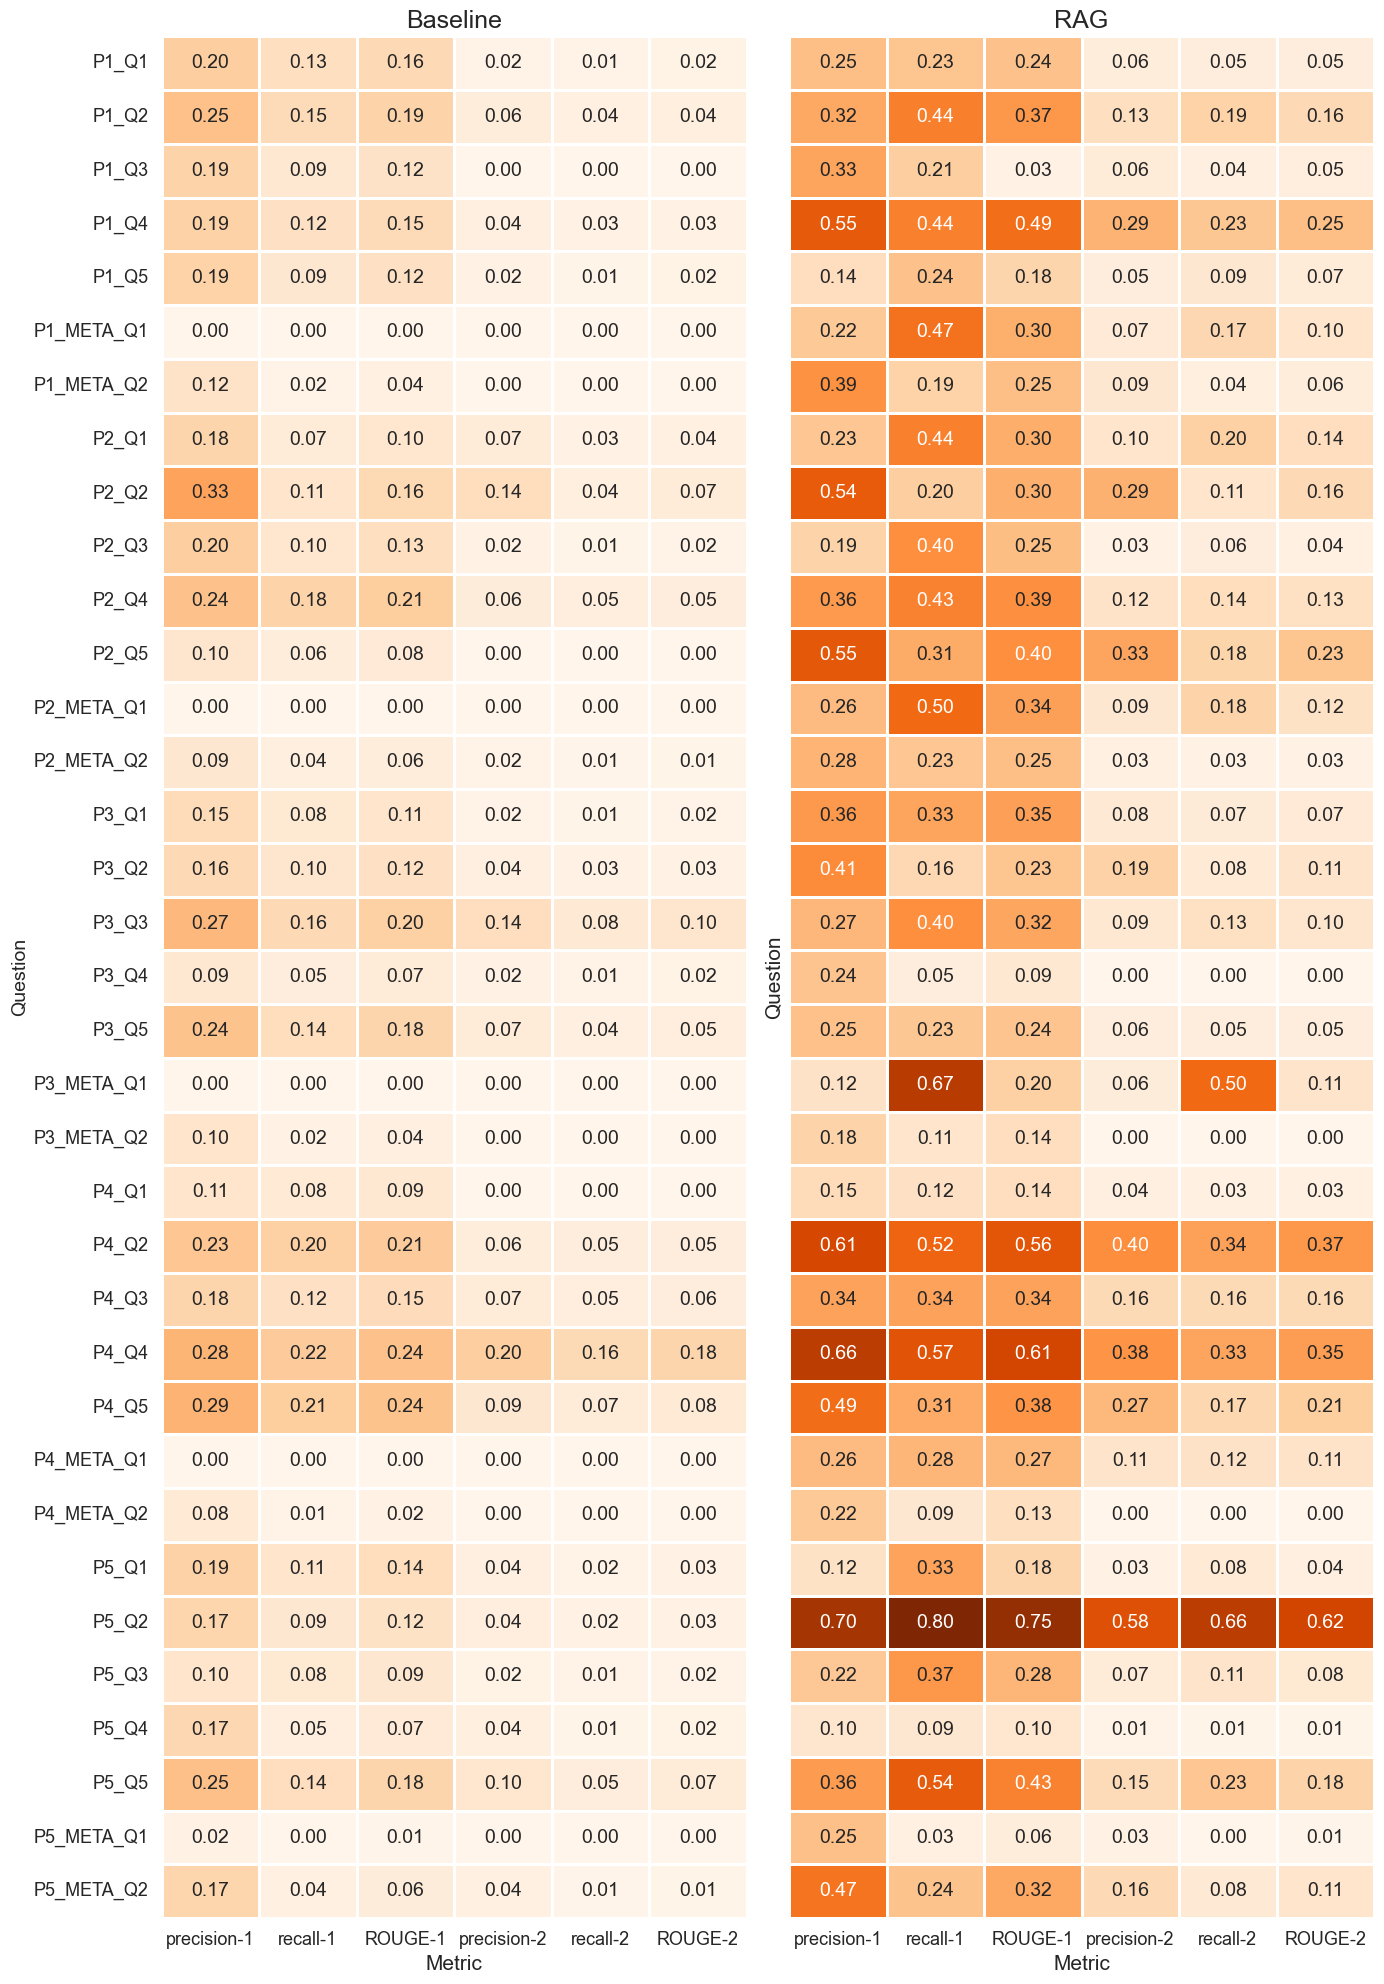 Baseline RAG
P1_Q1 0.20 0.13 0.16 0.02 0.01 0.02 0.25 0.23 0.24 0.06 0.05 0.05
P1_Q2 0.25 0.15 0.19 0.06 0.04 0.04 0.32 0.44 0.37 0.13 0.19 0.16
P1_Q3 0.19 0.09 0.12 0.00 0.00 0.00 0.33 0.21 0.03 0.06 0.04 0.05
P1_Q4 0.19 0.12 0.15 0.04 0.03 0.03 0.55 0.44 0.49 0.29 0.23 0.25
P1_Q5 0.19 0.09 0.12 0.02 0.01 0.02 0.14 0.24 0.18 0.05 0.09 0.07
P1_META_Q1 0.00 0.00 0.00 0.00 0.00 0.00 0.22 0.47 0.30 0.07 0.17 0.10
P1_META_Q2 0.12 0.02 0.04 0.00 0.00 0.00 0.39 0.19 0.25 0.09 0.04 0.06
P2_Q1 0.18 0.07 0.10 0.07 0.03 0.04 0.23 0.44 0.30 0.10 0.20 0.14
P2_Q2 0.33 0.11 0.16 0.14 0.04 0.07 0.54 0.20 0.30 0.29 0.11 0.16
P2_Q3 0.20 0.10 0.13 0.02 0.01 0.02 0.19 0.40 0.25 0.03 0.06 0.04
P2_Q4 0.24 0.18 0.21 0.06 0.05 0.05 0.36 0.43 0.39 0.12 0.14 0.13
P2_Q5 0.10 0.06 0.08 0.00 0.00 0.00 0.55 0.31 0.40 0.33 0.18 0.23
P2_META_Q1 0.00 0.00 0.00 0.00 0.00 0.00 0.26 0.50 0.34 0.09 0.18 0.12
P2_META_Q2 0.09 0.04 0.06 0.02 0.01 0.01 0.28 0.23 0.25 0.03 0.03 0.03
P3_Q1 0.15 0.08 0.11 0.02 0.01 0.02 0.36 0.33 0.35 0.08 0.07 0.07
P3_Q2 0.16 0.10 0.12 0.04 0.03 0.03 0.41 0.16 0.23 0.19 0.08 0.11
P3_Q3 0.27 0.16 0.20 0.14 0.08 0.10 0.27 0.40 0.32 0.09 0.13 0.10
P3_Q4 0.09 0.05 0.07 0.02 0.01 0.02 0.24 0.05 0.09 0.00 0.00 0.00
Question Question
P3_Q5 0.24 0.14 0.18 0.07 0.04 0.05 0.25 0.23 0.24 0.06 0.05 0.05
P3_META_Q1 0.00 0.00 0.00 0.00 0.00 0.00 0.12 0.67 0.20 0.06 0.50 0.11
P3_META_Q2 0.10 0.02 0.04 0.00 0.00 0.00 0.18 0.11 0.14 0.00 0.00 0.00
P4_Q1 0.11 0.08 0.09 0.00 0.00 0.00 0.15 0.12 0.14 0.04 0.03 0.03
P4_Q2 0.23 0.20 0.21 0.06 0.05 0.05 0.61 0.52 0.56 0.40 0.34 0.37
P4_Q3 0.18 0.12 0.15 0.07 0.05 0.06 0.34 0.34 0.34 0.16 0.16 0.16
P4_Q4 0.28 0.22 0.24 0.20 0.16 0.18 0.66 0.57 0.61 0.38 0.33 0.35
P4_Q5 0.29 0.21 0.24 0.09 0.07 0.08 0.49 0.31 0.38 0.27 0.17 0.21
P4_META_Q1 0.00 0.00 0.00 0.00 0.00 0.00 0.26 0.28 0.27 0.11 0.12 0.11
P4_META_Q2 0.08 0.01 0.02 0.00 0.00 0.00 0.22 0.09 0.13 0.00 0.00 0.00
P5_Q1 0.19 0.11 0.14 0.04 0.02 0.03 0.12 0.33 0.18 0.03 0.08 0.04
P5_Q2 0.17 0.09 0.12 0.04 0.02 0.03 0.70 0.80 0.75 0.58 0.66 0.62
P5_Q3 0.10 0.08 0.09 0.02 0.01 0.02 0.22 0.37 0.28 0.07 0.11 0.08
P5_Q4 0.17 0.05 0.07 0.04 0.01 0.02 0.10 0.09 0.10 0.01 0.01 0.01
P5_Q5 0.25 0.14 0.18 0.10 0.05 0.07 0.36 0.54 0.43 0.15 0.23 0.18
P5_META_Q1 0.02 0.00 0.01 0.00 0.00 0.00 0.25 0.03 0.06 0.03 0.00 0.01
P5_META_Q2 0.17 0.04 0.06 0.04 0.01 0.01 0.47 0.24 0.32 0.16 0.08 0.11
precision-1 recall-1 ROUGE-1 precision-2 recall-2 ROUGE-2 precision-1 recall-1 ROUGE-1 precision-2 recall-2 ROUGE-2
Metric Metric